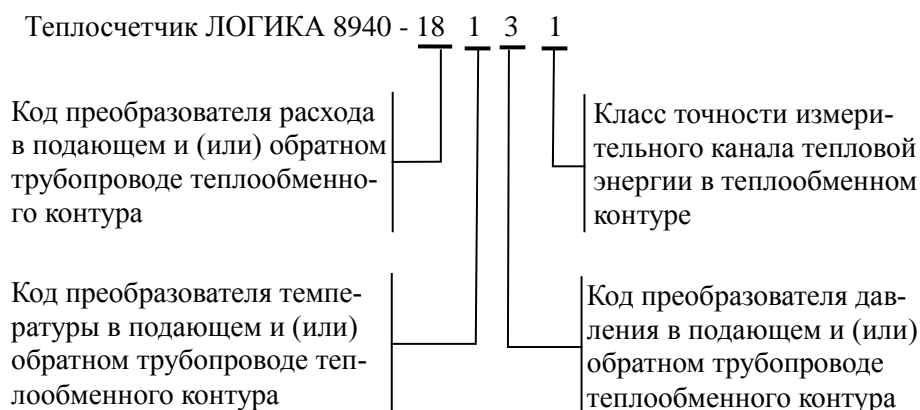 Теплосчетчик ЛОГИКА 8940 - 18 1 3 1
Код преобразователя расхода
в подающем и (или) обратном
трубопроводе теплообменно-
го контура
Класс точности измери-
тельного канала тепловой
энергии в теплообменном
контуре
Код преобразователя темпе-
ратуры в подающем и (или)
обратном трубопроводе теп-
лообменного контура
Код преобразователя дав-
ления в подающем и (или)
обратном трубопроводе
теплообменного контура